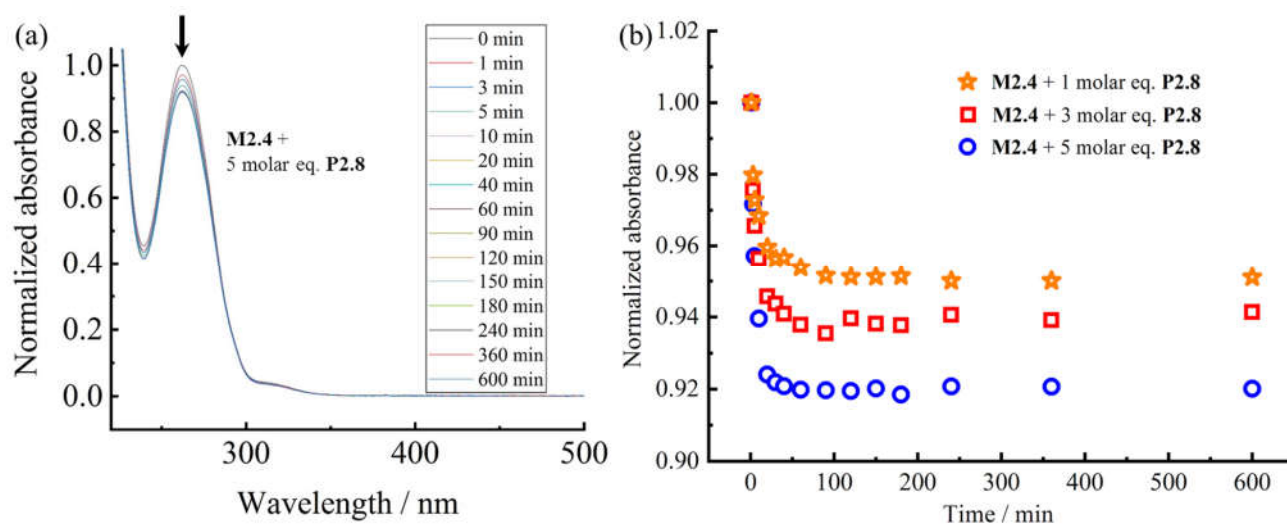 (a)
Normalized absorbance
1.0
0.8
0.6
0.4
0.2
0.0
300
400
500
Wavelength / nm
M2.4 +
5 molar eq. P2.8
0 min
1 min
3 min
5 min
10 min
20 min
40 min
60 min
90 min
120 min
150 min
180 min
240 min
360 min
600 min
(b)
Normalized absorbance
1.02
1.00
0.98
0.96
0.94
0.92
0.90
0
100
200
300
400
500
600
Time / min
M2.4 + 1 molar eq. P2.8
M2.4 + 3 molar eq. P2.8
M2.4 + 5 molar eq. P2.8